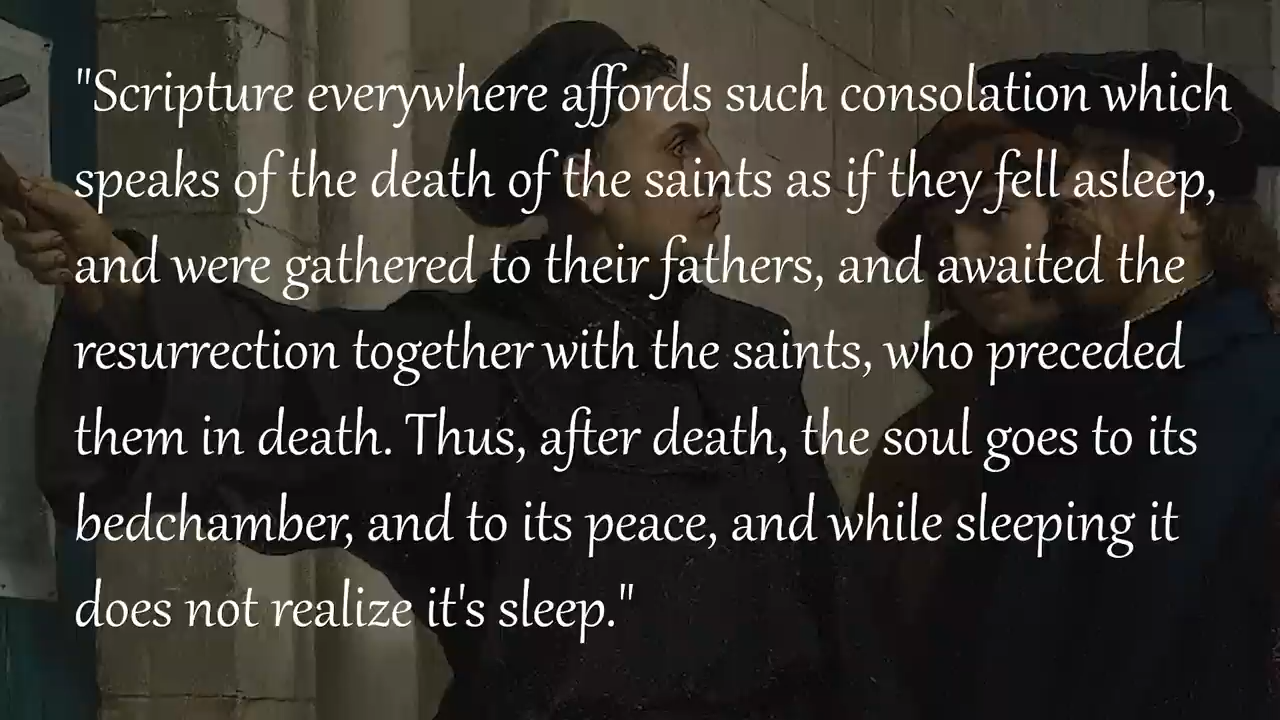 "Scripture everywhere affords such consolation which
speaks of the death of the saints as if they fell asleep,
and were gathered to their fathers, and awaited the
resurrection together with the saints, who preceded
them in death. Thus, after death, the soul goes to its
bedchamber, and to its peace, and while sleeping it
does not realize it's sleep."